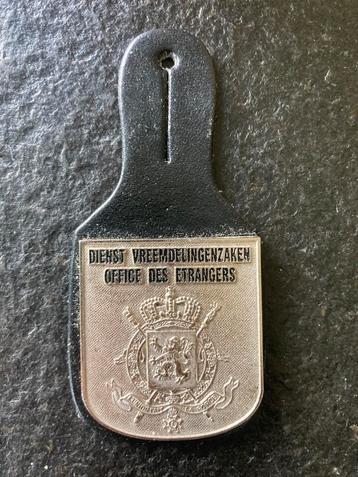 DIENST VREEMDELINGENZAKEN
OFFICE DES ETRANGERS